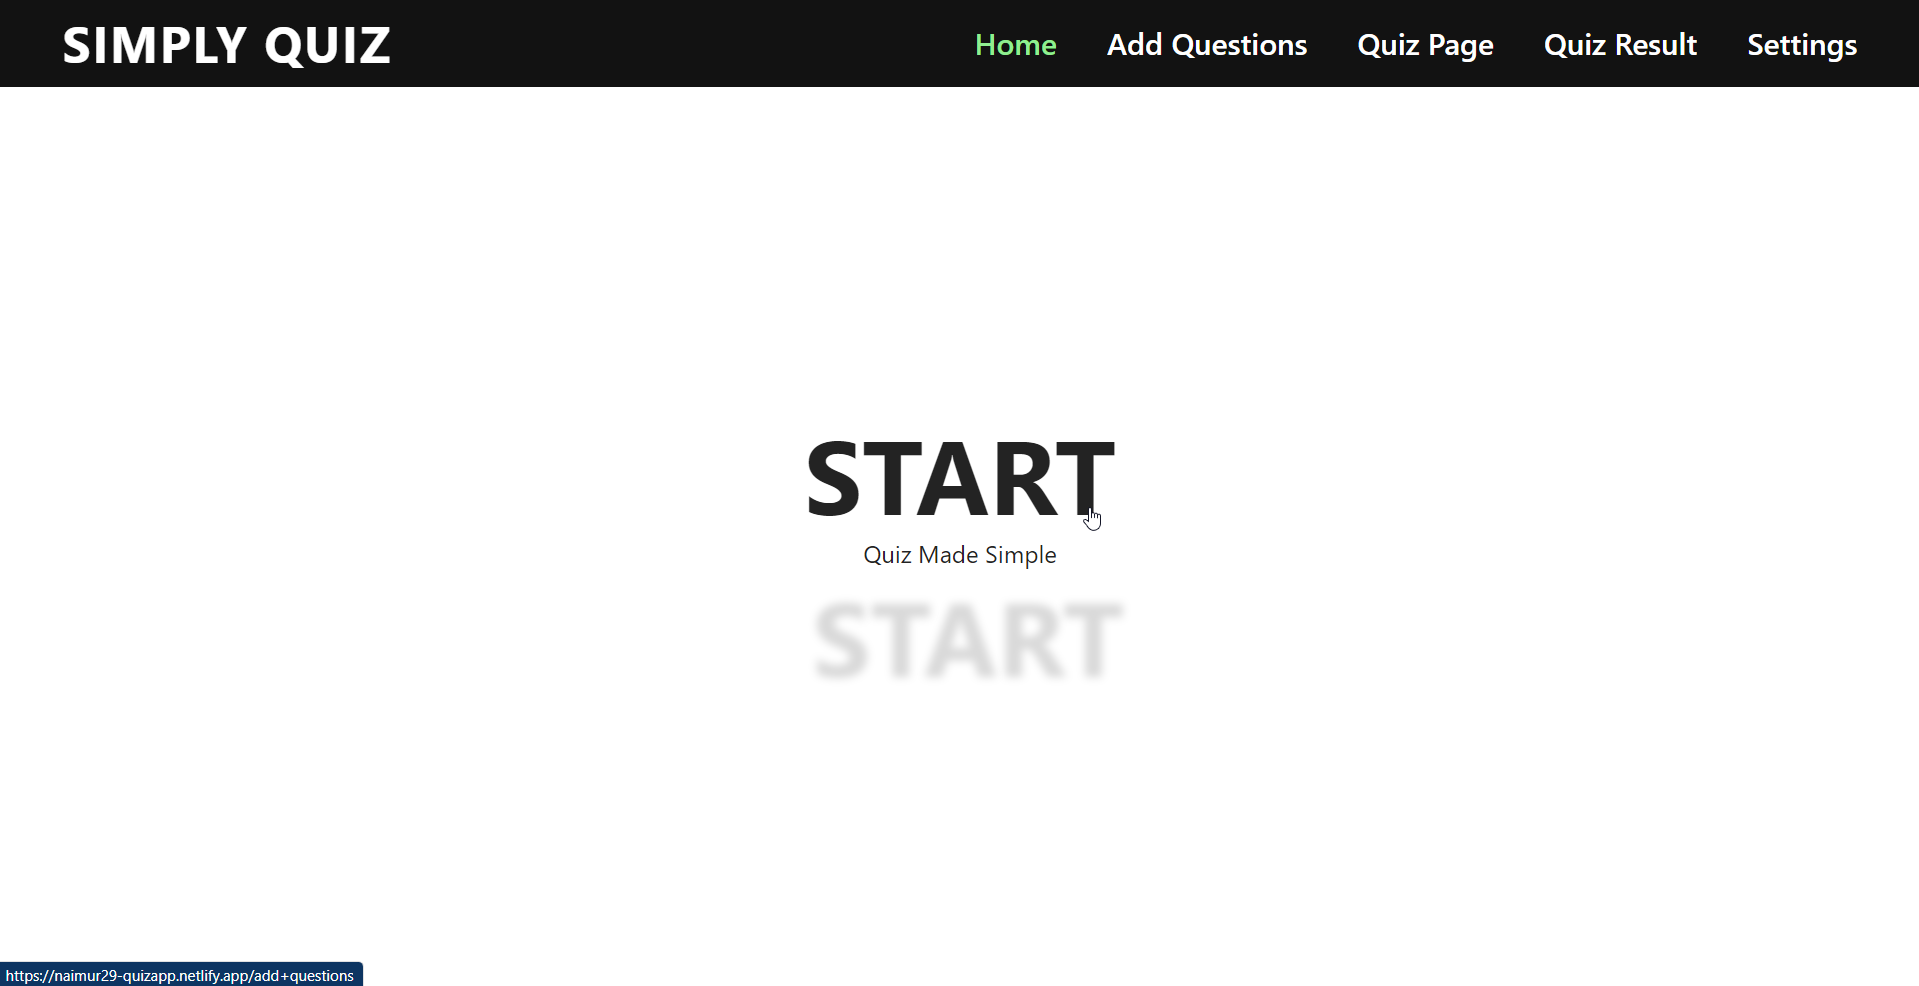 SIMPLY QUIZ
Home Add Questions Quiz Page Quiz Result Settings
START
Quiz Made Simple
START
https://naimur29-quizapp.netlify.app/add+questions